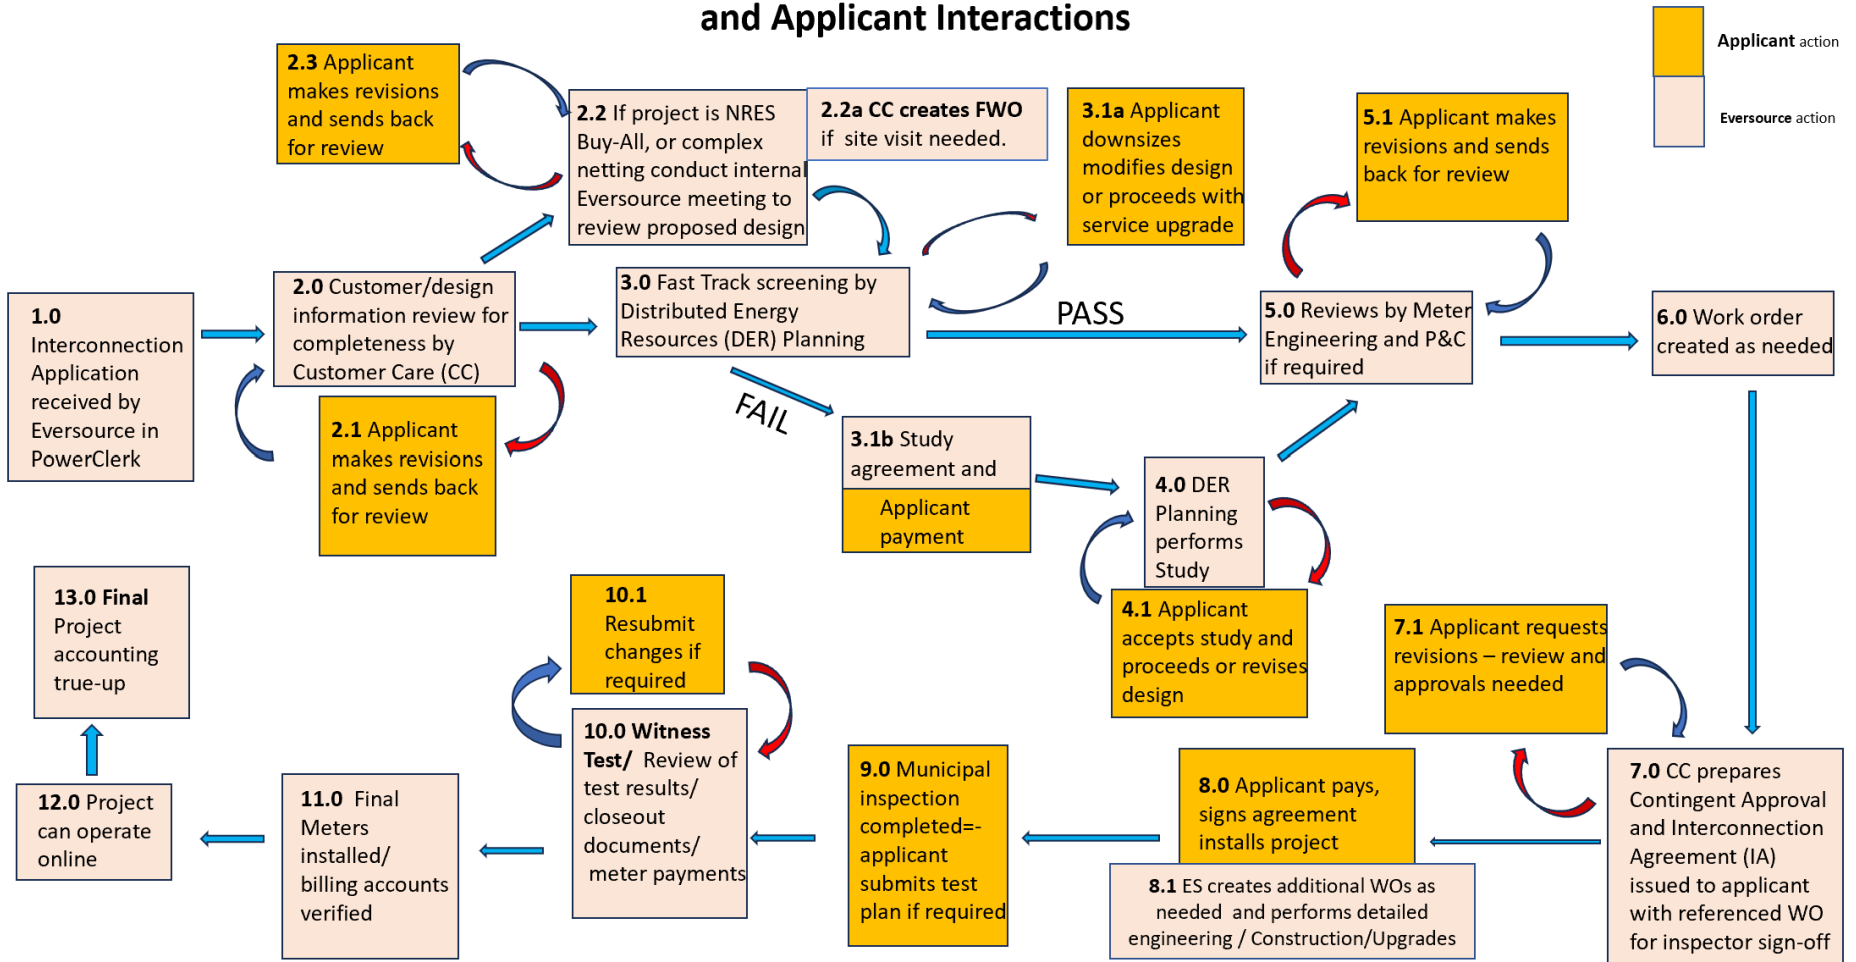 and Applicant Interactions
Applicant action
Eversource action
2.3 Applicant
makes revisions
and sends back
for review
2.2 If project is NRES
Buy-All, or complex
netting conduct internal
Eversource meeting to
review proposed design
2.2a CC creates FWO
if site visit needed.
3.1a Applicant
downsizes
modifies design
or proceeds with
service upgrade
5.1 Applicant makes
revisions and sends
back for review
1.0
Interconnection
Application
received by
Eversource in
PowerClerk
2.0 Customer/design
information review for
completeness by
Customer Care (CC)
3.0 Fast Track screening by
Distributed Energy
Resources (DER) Planning
PASS
5.0 Reviews by Meter
Engineering and P&C
if required
6.0 Work order
created as needed
2.1 Applicant
makes revisions
and sends back
for review
FAIL
3.1b Study
agreement and
Applicant
payment
4.0 DER
Planning
performs
Study
4.1 Applicant
accepts study and
proceeds or revises
design
7.1 Applicant requests
revisions – review and
approvals needed
13.0 Final
Project
accounting
true-up
10.1
Resubmit
changes if
required
10.0 Witness
Test/ Review of
test results/
closeout
documents/
meter payments
12.0 Project
can operate
online
11.0 Final
Meters
installed/
billing accounts
verified
9.0 Municipal
inspection
completed=-
applicant
submits test
plan if required
8.0 Applicant pays,
signs agreement
installs project
8.1 ES creates additional WOs as
needed and performs detailed
engineering / Construction/Upgrades
7.0 CC prepares
Contingent Approval
and Interconnection
Agreement (IA)
issued to applicant
with referenced WO
for inspector sign-off